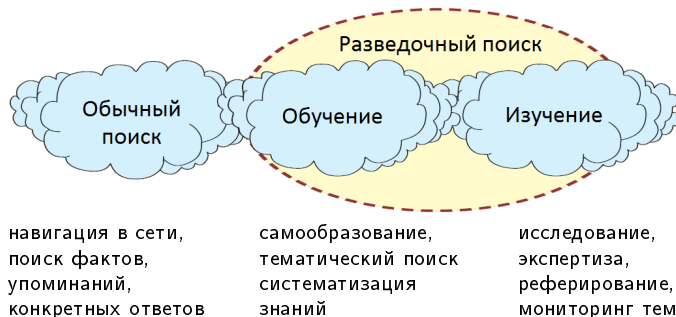 Разведочный поиск
Обычный
поиск
Обучение
Изучение
навигация в сети,
поиск фактов,
упоминаний,
конкретных ответов
самообразование,
тематический поиск
систематизация
знаний
исследование,
экспертиза,
реферирование,
мониторинг тем